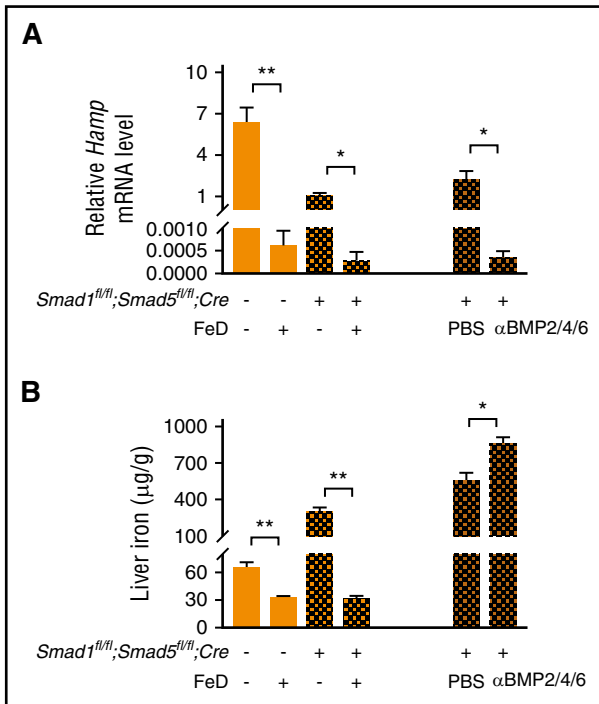 A
Relative Hamp
mRNA level
10
7
4
1
0.0010
0.0005
0.0000
** * *
Smad1fl/fl;Smad5fl/fl;Cre - - + + + +
FeD - + - + PBS αBMP2/4/6
B
Liver iron (µg/g)
1000
700
400
100
60
30
0
** ** *
Smad1fl/fl;Smad5fl/fl;Cre - - + + + +
FeD - + - + PBS αBMP2/4/6